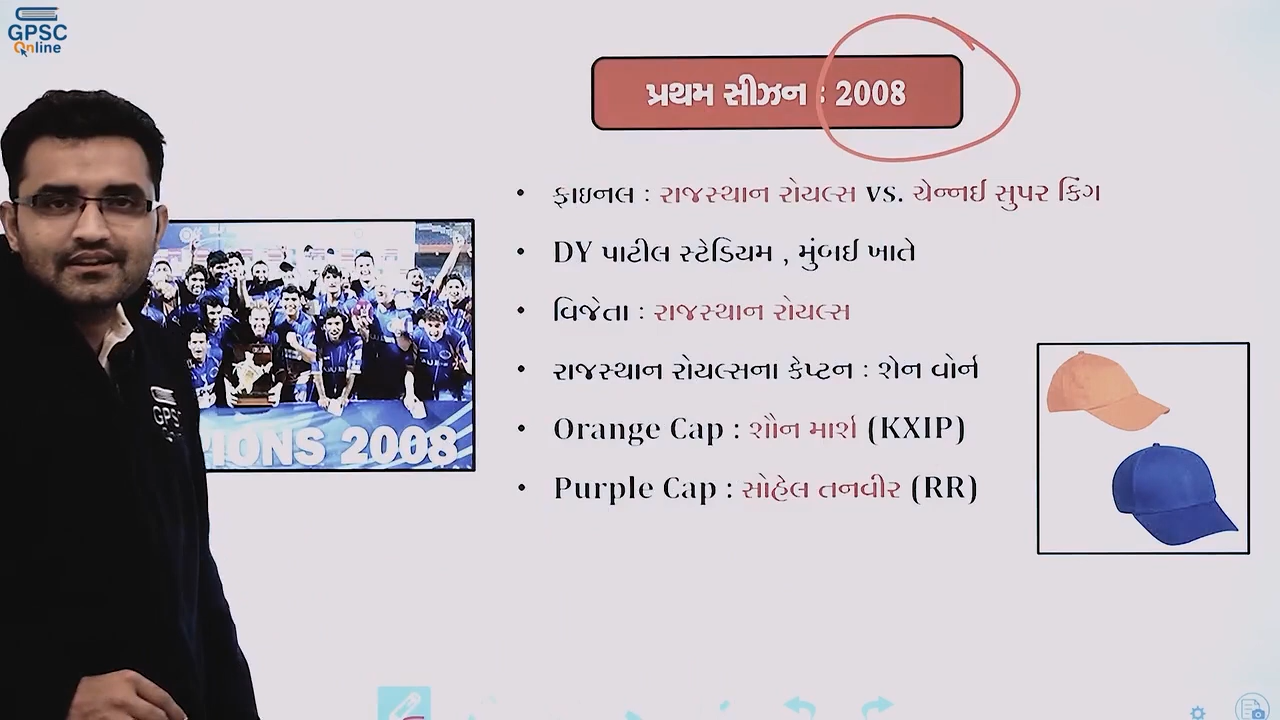 GPSC
Online
પ્રથમ સીઝન : 2008
• ફાઇનલ : રાજસ્થાન રોયલ્સ vs. ચેન્નઈ સુપર કિંગ
• DY પાટીલ સ્ટેડિયમ , મુંબઈ ખાતે
• વિજેતા : રાજસ્થાન રોયલ્સ
• રાજસ્થાન રોયલ્સના કેપ્ટન : શેન વોર્ન
• Orange Cap : શૌન માર્શ (KXIP)
• Purple Cap : સોહેલ તનવીર (RR)
IONS 2008
GPSC